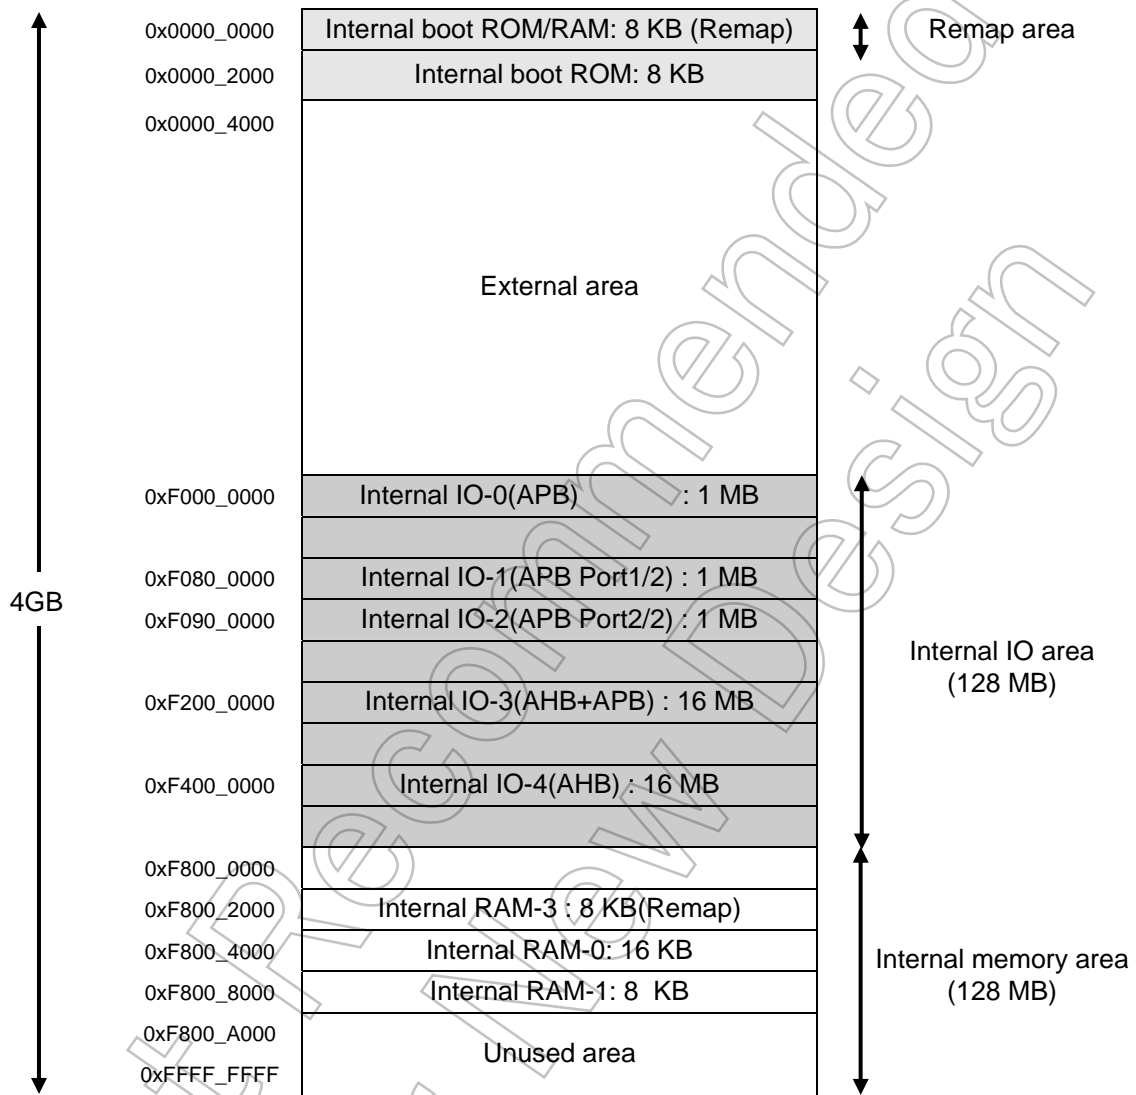 0x0000_0000 Internal boot ROM/RAM: 8 KB (Remap) Remap area
0x0000_2000 Internal boot ROM: 8 KB
0x0000_4000
External area
0xF000_0000 Internal IO-0(APB) : 1 MB
0xF080_0000 Internal IO-1(APB Port1/2) : 1 MB
4GB
0xF090_0000 Internal IO-2(APB Port2/2) : 1 MB
Internal IO area
(128 MB)
0xF200_0000 Internal IO-3(AHB+APB) : 16 MB
0xF400_0000 Internal IO-4(AHB) : 16 MB
0xF800_0000
0xF800_2000 Internal RAM-3 : 8 KB(Remap)
0xF800_4000 Internal RAM-0: 16 KB
Internal memory area
(128 MB)
0xF800_8000 Internal RAM-1: 8 KB
0xF800_A000
Unused area
0xFFFF_FFFF
Recommended
New Design